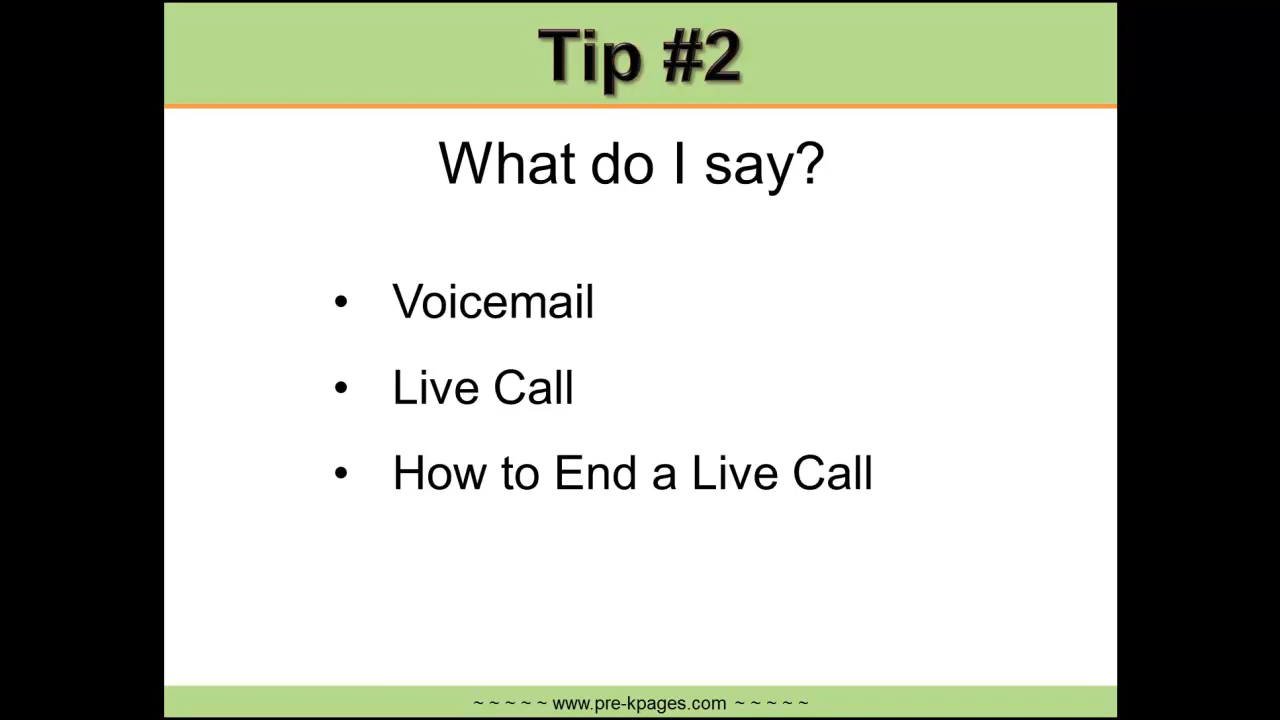 Tip #2
What do I say?
• Voicemail
• Live Call
• How to End a Live Call
~ ~ ~ ~ ~ www.pre-kpages.com ~ ~ ~ ~ ~